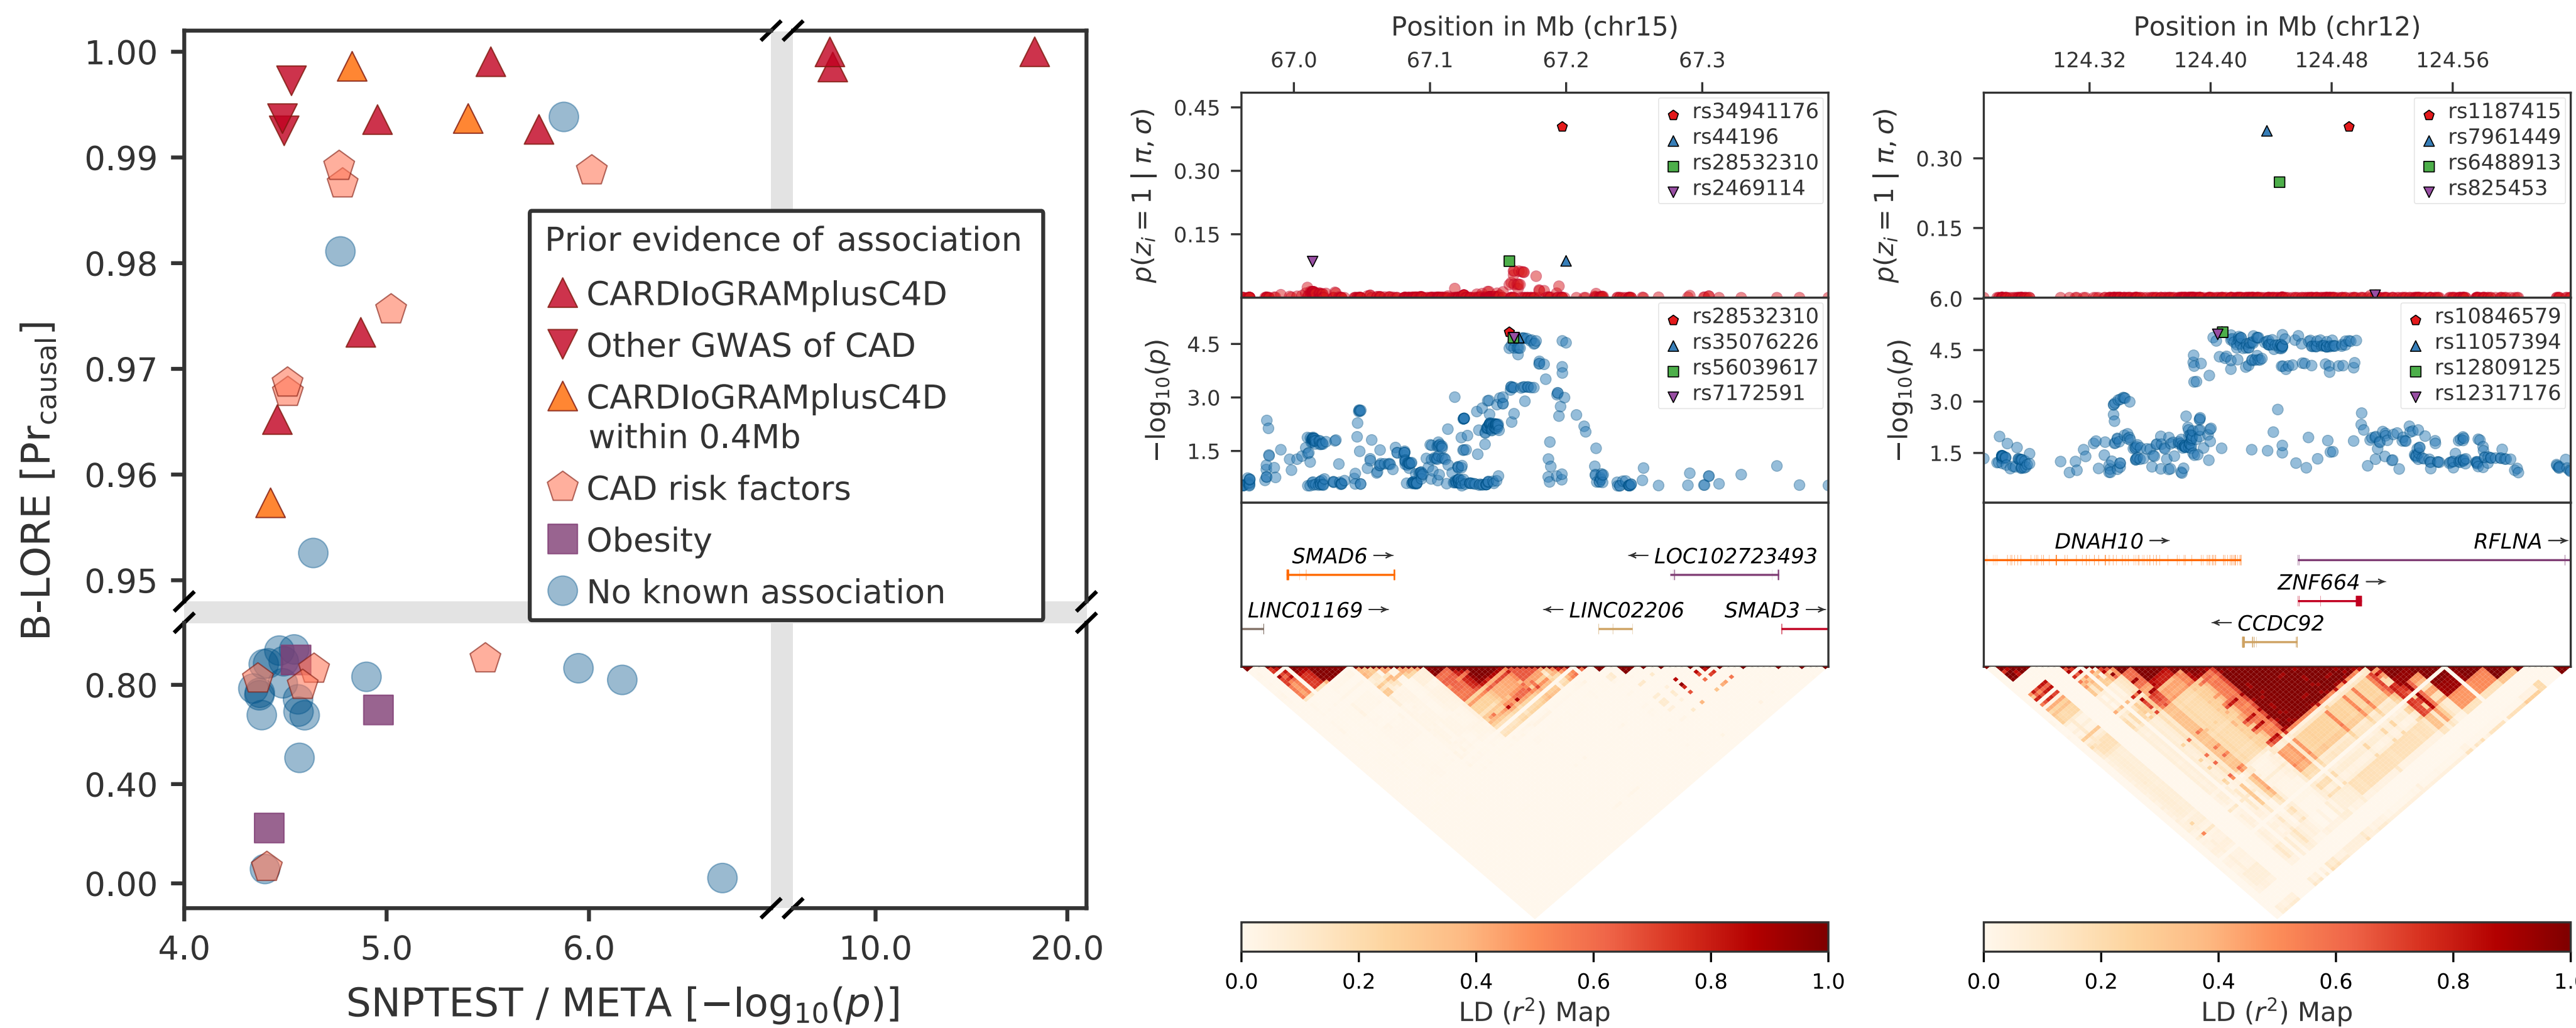 1.00
0.99
0.98
0.97
0.96
0.95
0.80
0.40
0.00
B-LORE [Pr_causal]
4.0 5.0 6.0 10.0 20.0
SNPTEST / META [−log₁₀(p)]
Prior evidence of association
CARDIoGRAMplusC4D
Other GWAS of CAD
CARDIoGRAMplusC4D
within 0.4Mb
CAD risk factors
Obesity
No known association
Position in Mb (chr15)
67.0 67.1 67.2 67.3
0.45
0.30
0.15
p(zᵢ = 1 | π, σ)
rs34941176
rs44196
rs28532310
rs2469114
4.5
3.0
1.5
−log₁₀(p)
rs28532310
rs35076226
rs56039617
rs7172591
SMAD6 →
← LOC102723493
LINC01169 →
← LINC02206
SMAD3 →
0.0 0.2 0.4 0.6 0.8 1.0
LD (r²) Map
Position in Mb (chr12)
124.32 124.40 124.48 124.56
0.30
0.15
p(zᵢ = 1 | π, σ)
rs1187415
rs7961449
rs6488913
rs825453
6.0
4.5
3.0
1.5
−log₁₀(p)
rs10846579
rs11057394
rs12809125
rs12317176
DNAH10 →
RFLNA →
ZNF664 →
← CCDC92
0.0 0.2 0.4 0.6 0.8 1.
LD (r²) Map